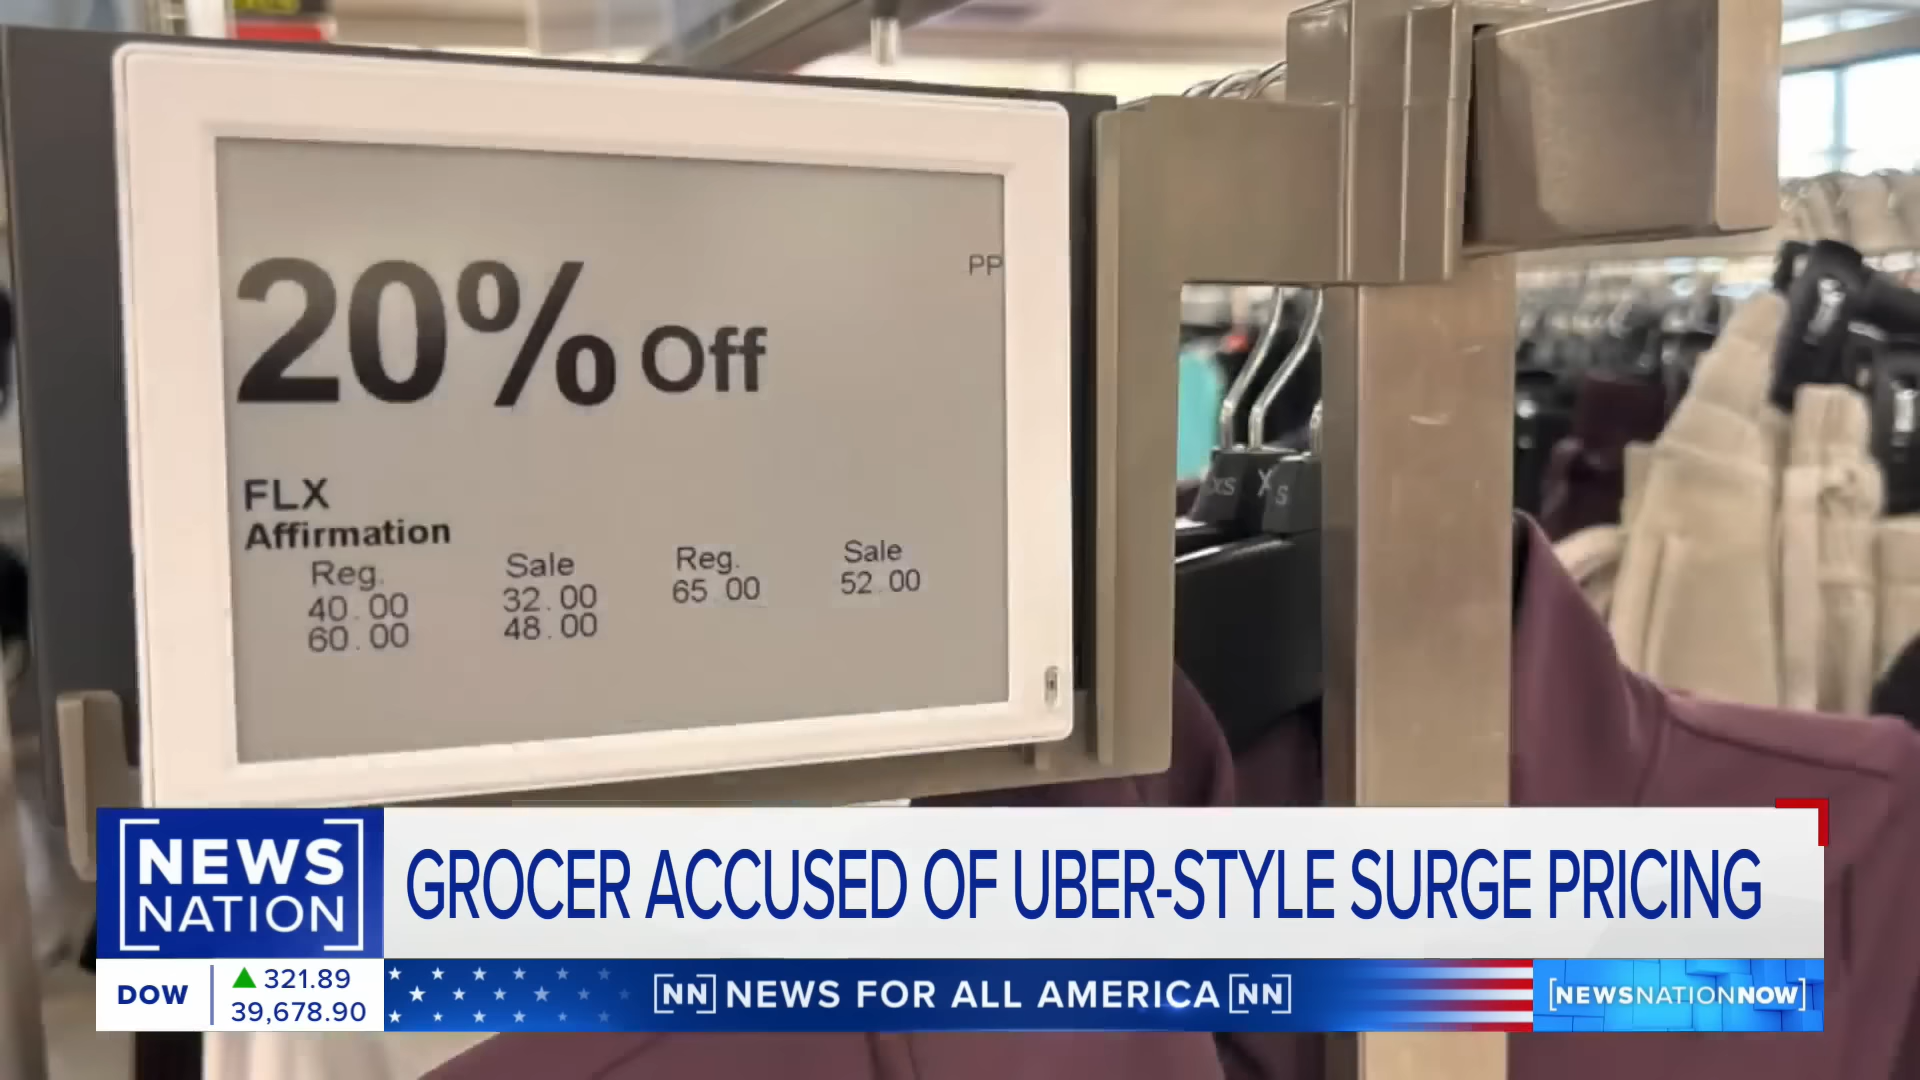 20% Off
PP
FLX
Affirmation
Reg. Sale Reg. Sale
40.00 32.00 65.00 52.00
60.00 48.00
XS XS
NEWS
NATION
GROCER ACCUSED OF UBER-STYLE SURGE PRICING
DOW
321.89
39,678.90
NN NEWS FOR ALL AMERICA NN
NEWSNATIONNOW